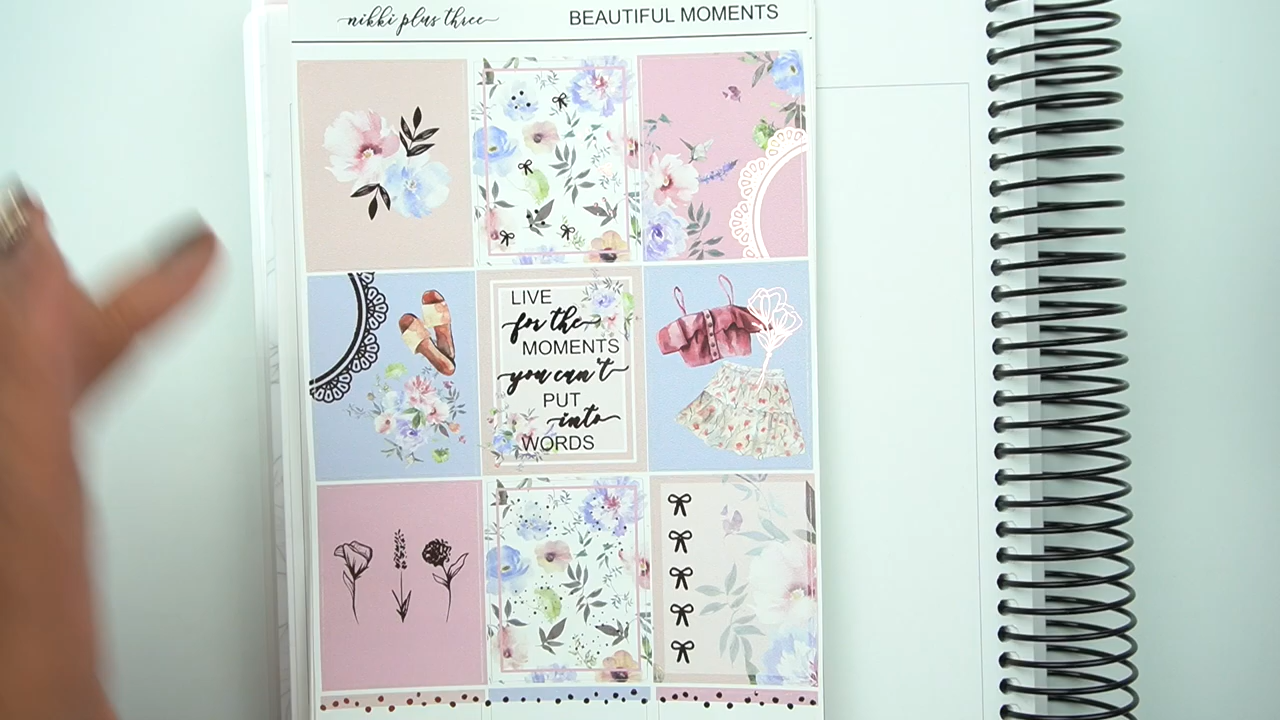 nikki plus three
BEAUTIFUL MOMENTS
LIVE
for the
MOMENTS
you can't
PUT
into
WORDS